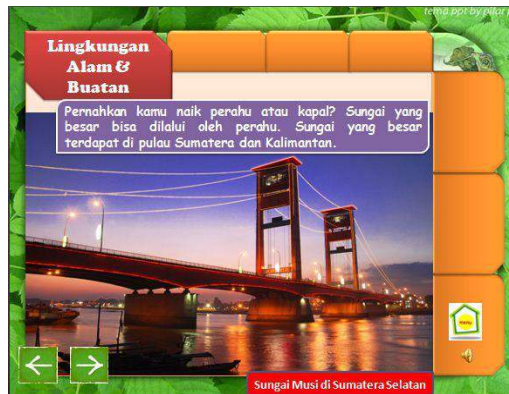 tema ppt by pilar
Lingkungan
Alam &
Buatan
Pernahkan kamu naik perahu atau kapal? Sungai yang
besar bisa dilalui oleh perahu. Sungai yang besar
terdapat di pulau Sumatera dan Kalimantan.
menu
Sungai Musi di Sumatera Selatan